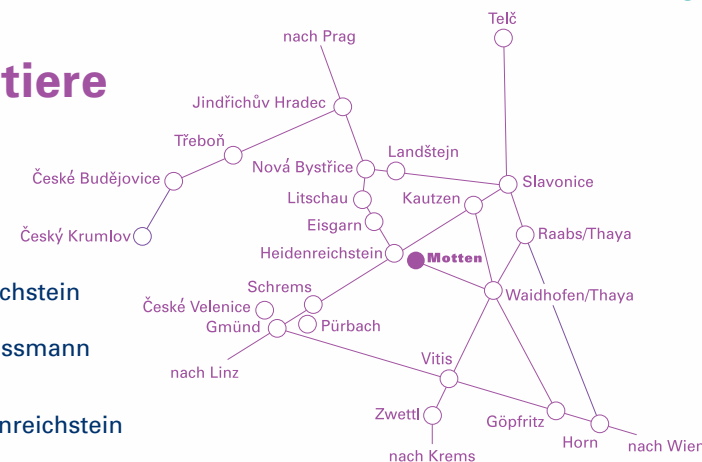 Telč
nach Prag
tiere
Jindřichův Hradec
Třeboň
Landštejn
Nová Bystřice
České Budějovice
Slavonice
Litschau
Kautzen
Eisgarn
Český Krumlov
Raabs/Thaya
Heidenreichstein
Motten
chstein
Schrems
Waidhofen/Thaya
České Velenice
Gmünd
Pürbach
ssmann
Vitis
nach Linz
Zwettl
Göpfritz
nreichstein
Horn
nach Wien
nach Krems